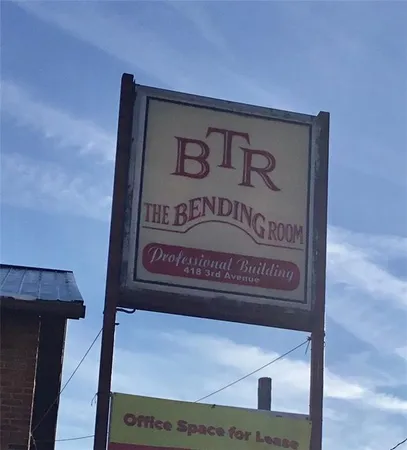 BTR
THE BENDING ROOM
Professional Building
418 3rd Avenue
Office Space for Lease